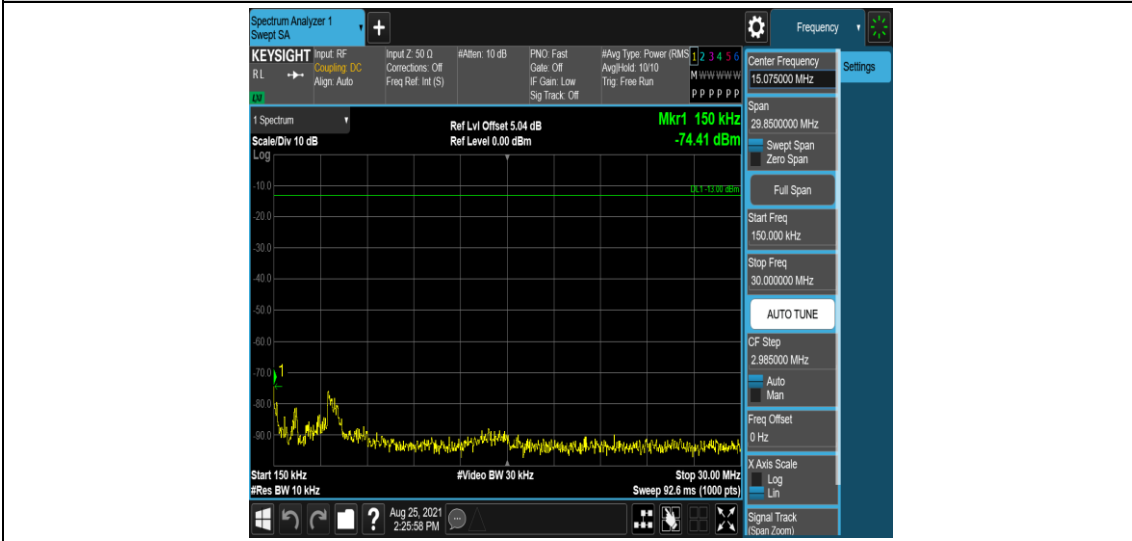 Spectrum Analyzer 1
Swept SA
+
Frequency
KEYSIGHT
RL
LM
Input: RF
Coupling: DC
Align: Auto
Input Z: 50 Ω
Corrections: Off
Freq Ref: Int (S)
#Atten: 10 dB
PNO: Fast
Gate: Off
IF Gain: Low
Sig Track: Off
#Avg Type: Power (RMS
Avg|Hold: 10/10
Trig: Free Run
1 2 3 4 5 6
M W W W W W
P P P P P P
1 Spectrum
Scale/Div 10 dB
Log
Ref Lvl Offset 5.04 dB
Ref Level 0.00 dBm
Mkr1 150 kHz
-74.41 dBm
DL1 -13.00 dBm
-10.0
-20.0
-30.0
-40.0
-50.0
-60.0
-70.0
-80.0
-90.0
1
Start 150 kHz
#Res BW 10 kHz
#Video BW 30 kHz
Stop 30.00 MHz
Sweep 92.6 ms (1000 pts)
Center Frequency
15.075000 MHz
Settings
Span
29.8500000 MHz
Swept Span
Zero Span
Full Span
Start Freq
150.000 kHz
Stop Freq
30.000000 MHz
AUTO TUNE
CF Step
2.985000 MHz
Auto
Man
Freq Offset
0 Hz
X Axis Scale
Log
Lin
Signal Track
(Span Zoom)
?
Aug 25, 2021
2:25:58 PM